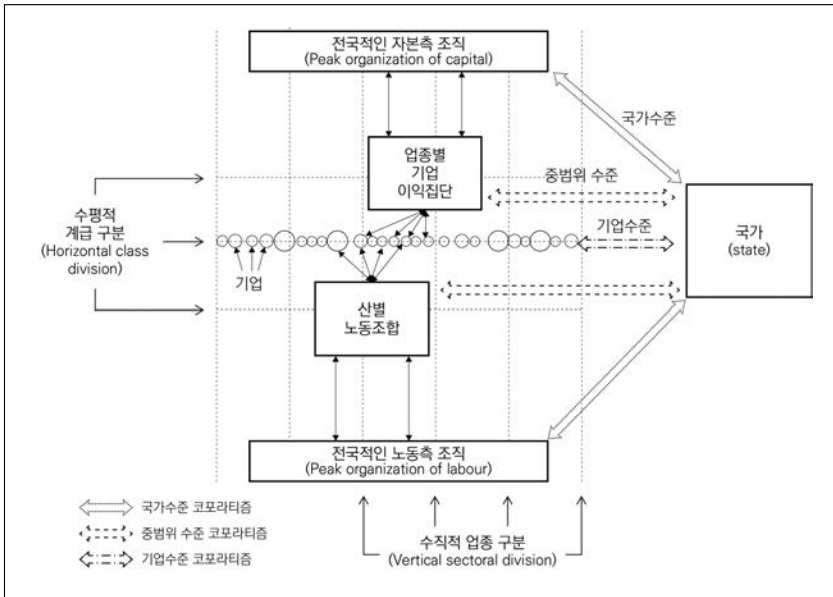 전국적인 자본측 조직
(Peak organization of capital)
국가수준
업종별
기업
이익집단
중범위 수준
수평적
계급 구분
(Horizontal class
division)
기업수준
국가
(state)
기업
산별
노동조합
전국적인 노동측 조직
(Peak organization of labour)
국가수준 코포라티즘
중범위 수준 코포라티즘
기업수준 코포라티즘
수직적 업종 구분
(Vertical sectoral division)